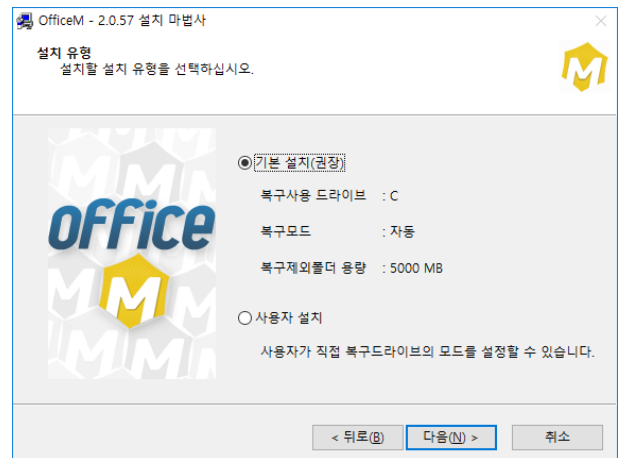 OfficeM - 2.0.57 설치 마법사
설치 유형
설치할 설치 유형을 선택하십시오.
M
기본 설치(권장)
복구사용 드라이브 : C
복구모드 : 자동
복구제외폴더 용량 : 5000 MB
office
M
사용자 설치
사용자가 직접 복구드라이브의 모드를 설정할 수 있습니다.
< 뒤로(B)
다음(N) >
취소